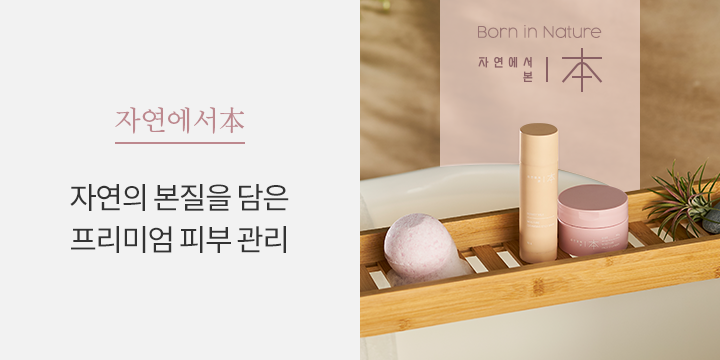 자연에서本
자연의 본질을 담은
프리미엄 피부 관리
Born in Nature
자연에서
본
本